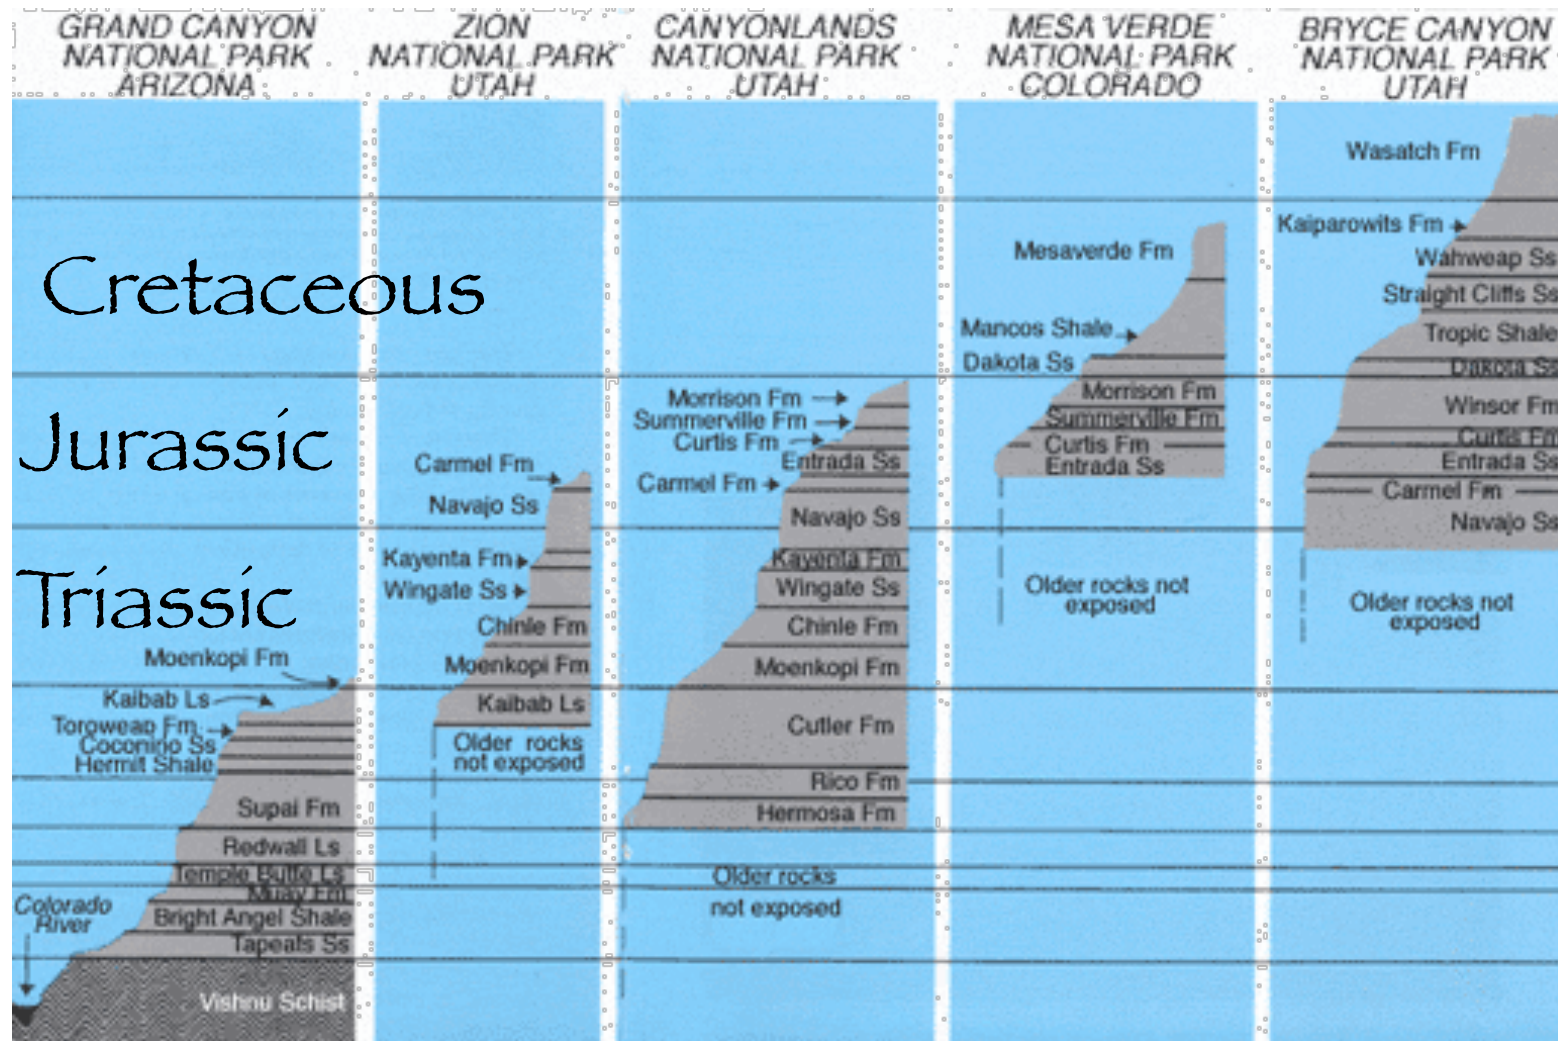 GRAND CANYON
NATIONAL PARK
ARIZONA
ZION
NATIONAL PARK
UTAH
CANYONLANDS
NATIONAL PARK
UTAH
MESA VERDE
NATIONAL PARK
COLORADO
BRYCE CANYON
NATIONAL PARK
UTAH
Cretaceous
Jurassic
Triassic
Moenkopi Fm
Kaibab Ls
Toroweap Fm
Coconino Ss
Hermit Shale
Supai Fm
Redwall Ls
Temple Butte Ls
Muav Fm
Bright Angel Shale
Tapeats Ss
Vishnu Schist
Colorado
River
Carmel Fm
Navajo Ss
Kayenta Fm
Wingate Ss
Chinle Fm
Moenkopi Fm
Kaibab Ls
Older rocks
not exposed
Morrison Fm
Summerville Fm
Curtis Fm
Entrada Ss
Carmel Fm
Navajo Ss
Kayenta Fm
Wingate Ss
Chinle Fm
Moenkopi Fm
Cutler Fm
Rico Fm
Hermosa Fm
Older rocks
not exposed
Mesaverde Fm
Mancos Shale
Dakota Ss
Morrison Fm
Summerville Fm
Curtis Fm
Entrada Ss
Older rocks not
exposed
Wasatch Fm
Kaiparowits Fm
Wahweap Ss
Straight Cliffs Ss
Tropic Shale
Dakota Ss
Winsor Fm
Curtis Fm
Entrada Ss
Carmel Fm
Navajo Ss
Older rocks not
exposed